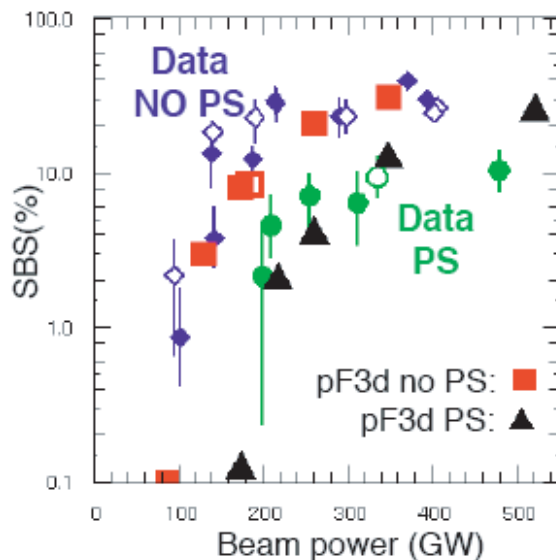 100.0
Data
NO PS
10.0
SBS(%)
Data
PS
1.0
pF3d no PS:
pF3d PS:
0.1
0 100 200 300 400 500
Beam power (GW)